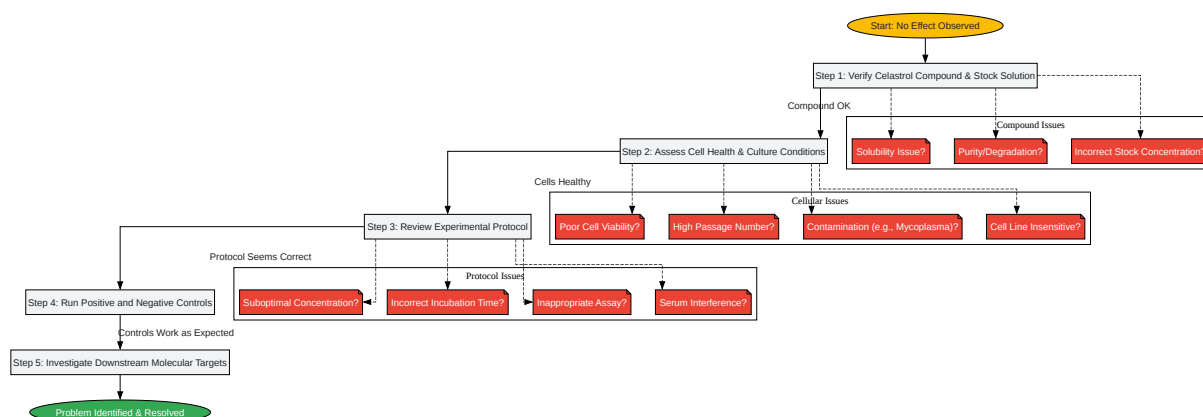 Start: No Effect Observed
Step 1: Verify Celastrol Compound & Stock Solution
Compound OK
Compound Issues
Solubility Issue?
Purity/Degradation?
Incorrect Stock Concentration?
Step 2: Assess Cell Health & Culture Conditions
Cells Healthy
Cellular Issues
Poor Cell Viability?
High Passage Number?
Contamination (e.g., Mycoplasma)?
Cell Line Insensitive?
Step 3: Review Experimental Protocol
Protocol Seems Correct
Protocol Issues
Suboptimal Concentration?
Incorrect Incubation Time?
Inappropriate Assay?
Serum Interference?
Step 4: Run Positive and Negative Controls
Controls Work as Expected
Step 5: Investigate Downstream Molecular Targets
Problem Identified & Resolved